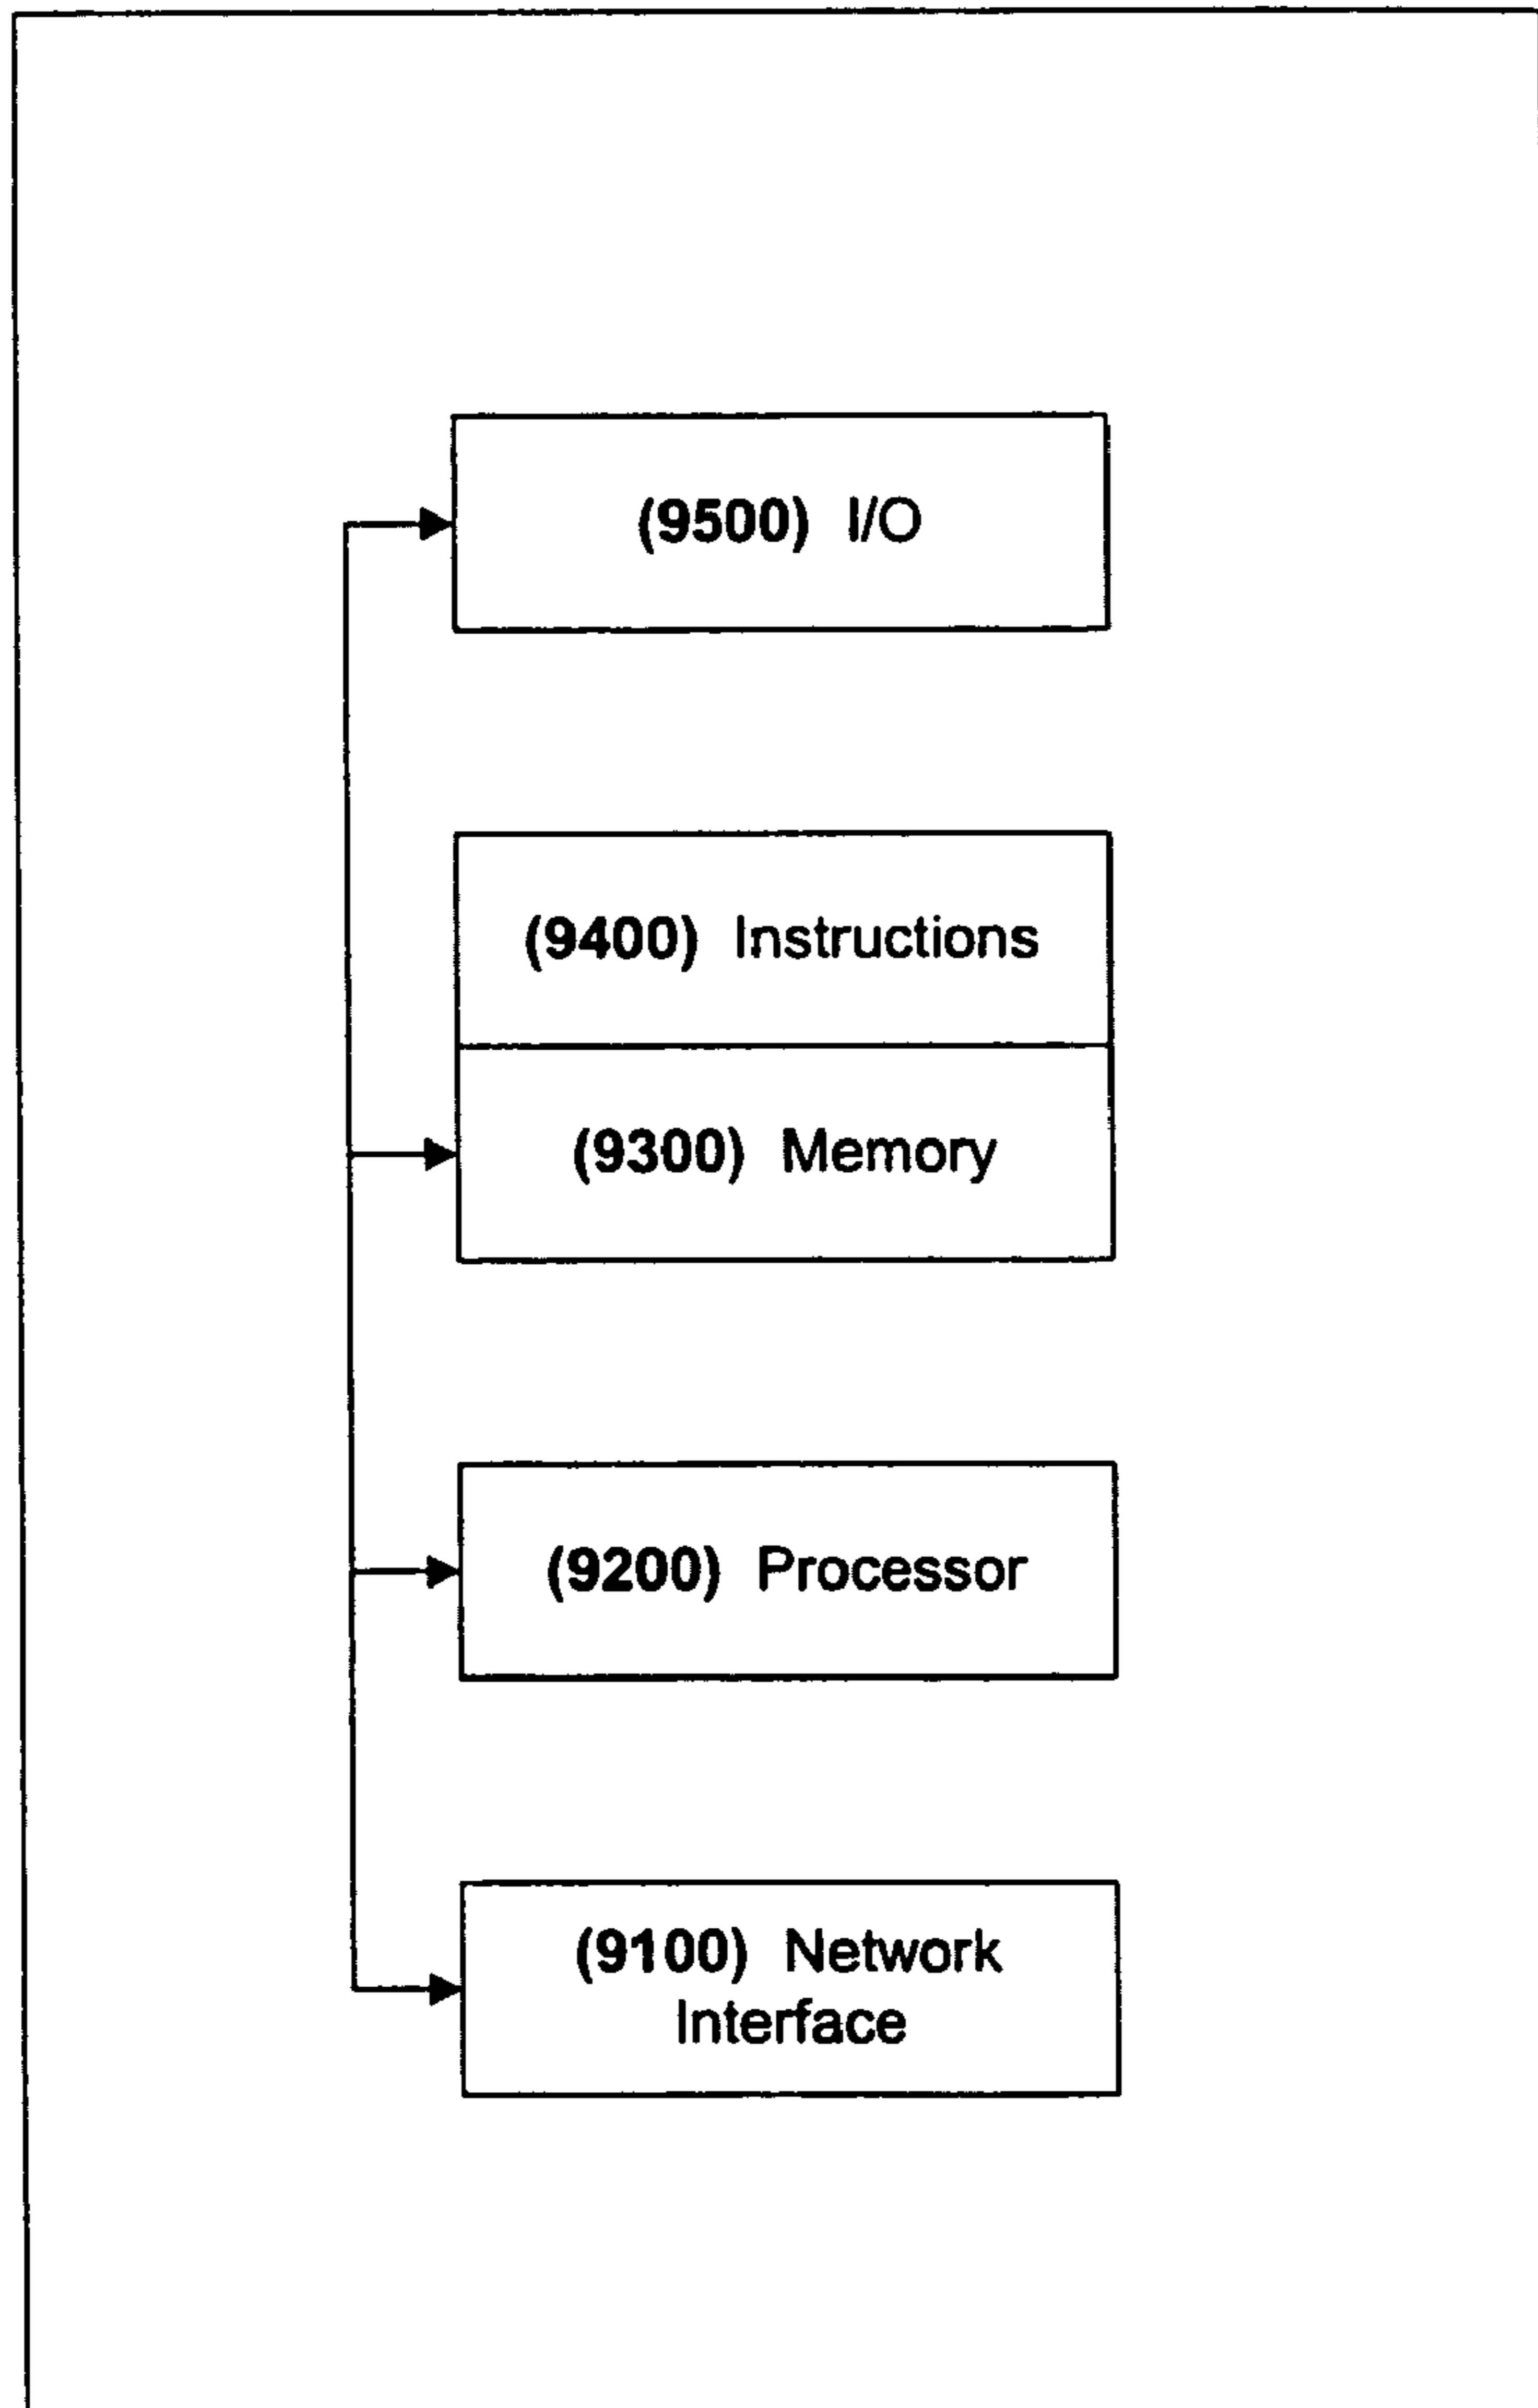 (9500) I/O
(9400) Instructions
(9300) Memory
(9200) Processor
(9100) Network
Interface